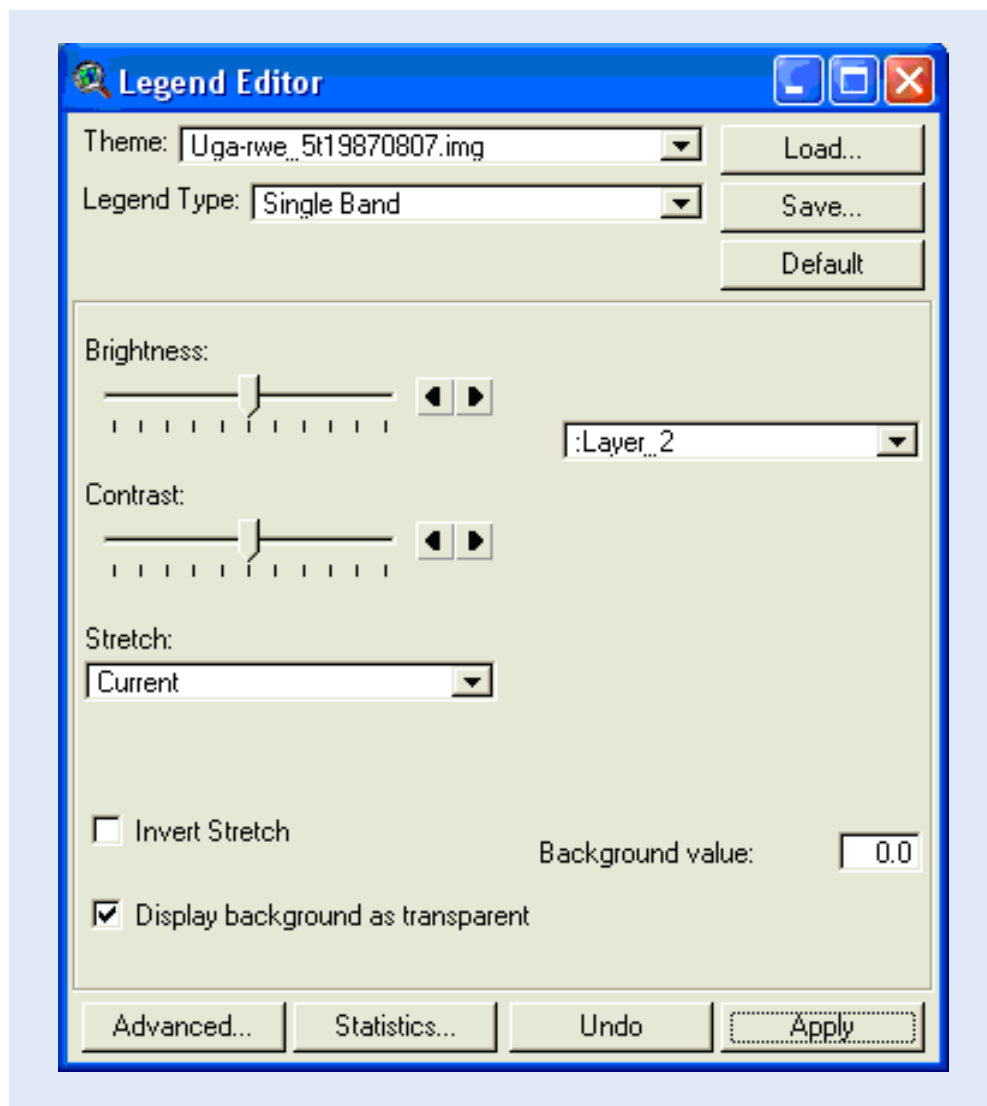 Legend Editor
Theme: Uga-rwe_5t19870807.img
Load...
Legend Type: Single Band
Save...
Default
Brightness:
:Layer_2
Contrast:
Stretch:
Current
Invert Stretch
Background value: 0.0
Display background as transparent
Advanced... Statistics... Undo Apply